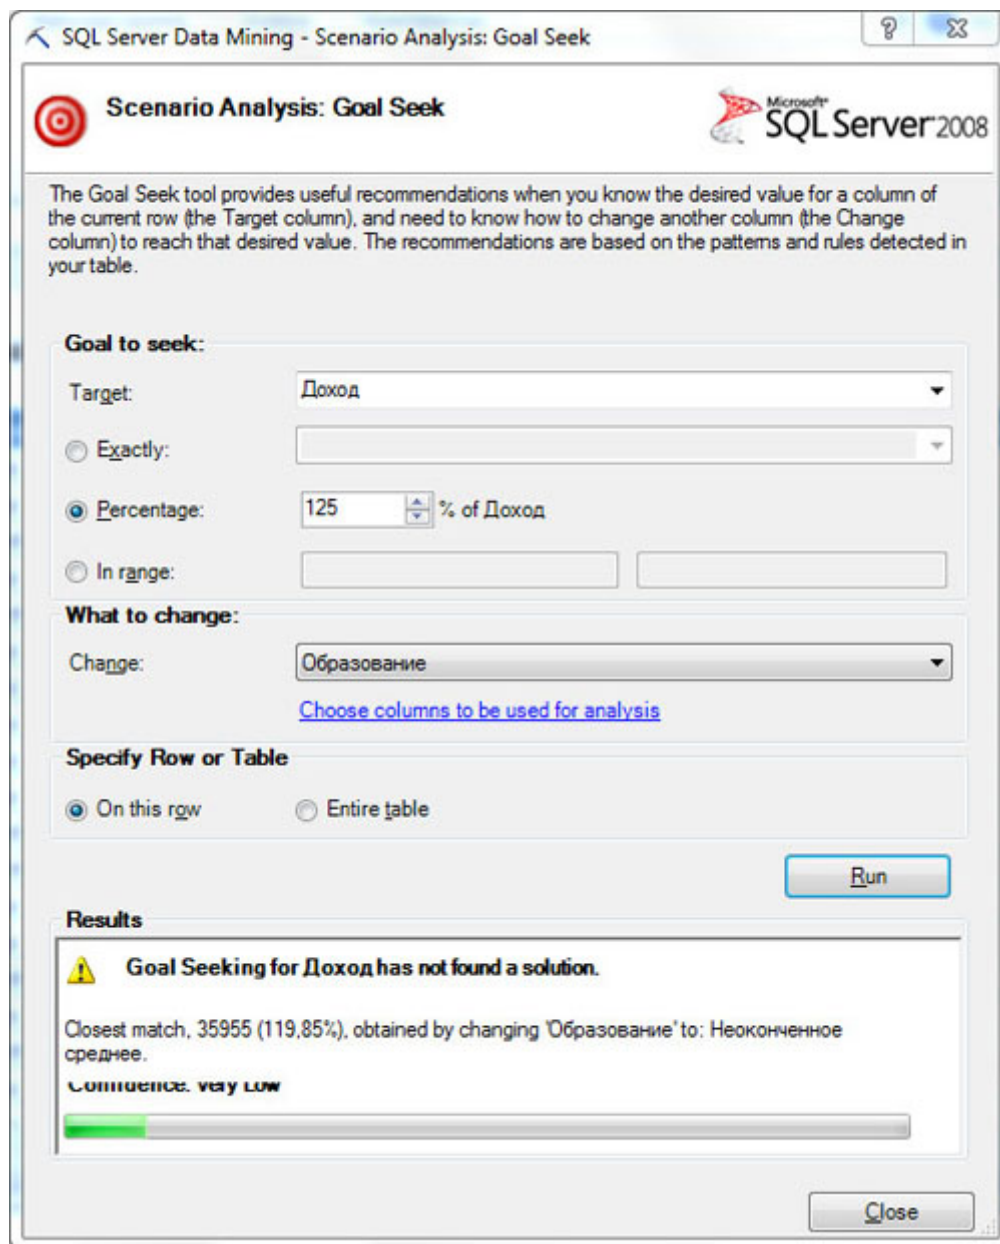 SQL Server Data Mining - Scenario Analysis: Goal Seek
Scenario Analysis: Goal Seek
Microsoft®
SQL Server 2008
The Goal Seek tool provides useful recommendations when you know the desired value for a column of
the current row (the Target column), and need to know how to change another column (the Change
column) to reach that desired value. The recommendations are based on the patterns and rules detected in
your table.
Goal to seek:
Target: Доход
Exactly:
Percentage: 125 % of Доход
In range:
What to change:
Change: Образование
Choose columns to be used for analysis
Specify Row or Table
On this row Entire table
Run
Results
Goal Seeking for Доход has not found a solution.
Closest match, 35955 (119,85%), obtained by changing 'Образование' to: Неоконченное
среднее.
Confidence: Very Low
Close